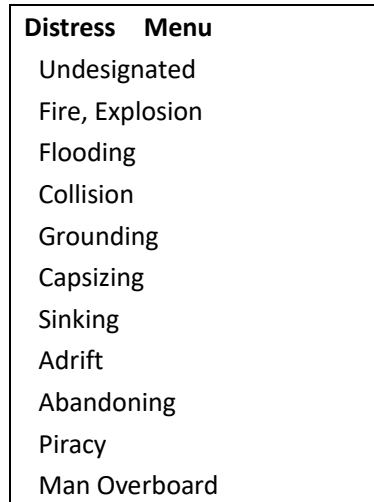 Distress Menu
Undesignated
Fire, Explosion
Flooding
Collision
Grounding
Capsizing
Sinking
Adrift
Abandoning
Piracy
Man Overboard